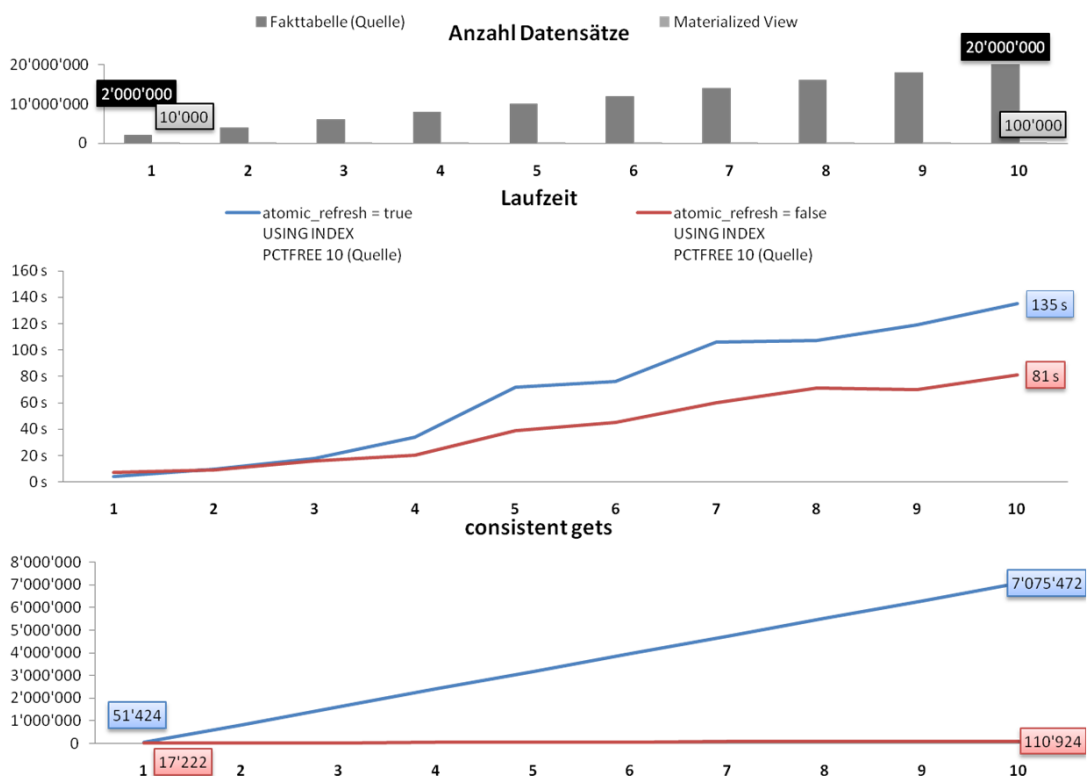 Fakttabelle (Quelle) Materialized View
Anzahl Datensätze
20'000'000
10'000'000
0
2'000'000
10'000
20'000'000
100'000
1 2 3 4 5 6 7 8 9 10
Laufzeit
atomic_refresh = true
USING INDEX
PCTFREE 10 (Quelle)
atomic_refresh = false
USING INDEX
PCTFREE 10 (Quelle)
160 s
140 s
120 s
100 s
80 s
60 s
40 s
20 s
0 s
135 s
81 s
1 2 3 4 5 6 7 8 9 10
consistent gets
8'000'000
7'000'000
6'000'000
5'000'000
4'000'000
3'000'000
2'000'000
1'000'000
0
51'424
17'222
7'075'472
110'924
1 2 3 4 5 6 7 8 9 10